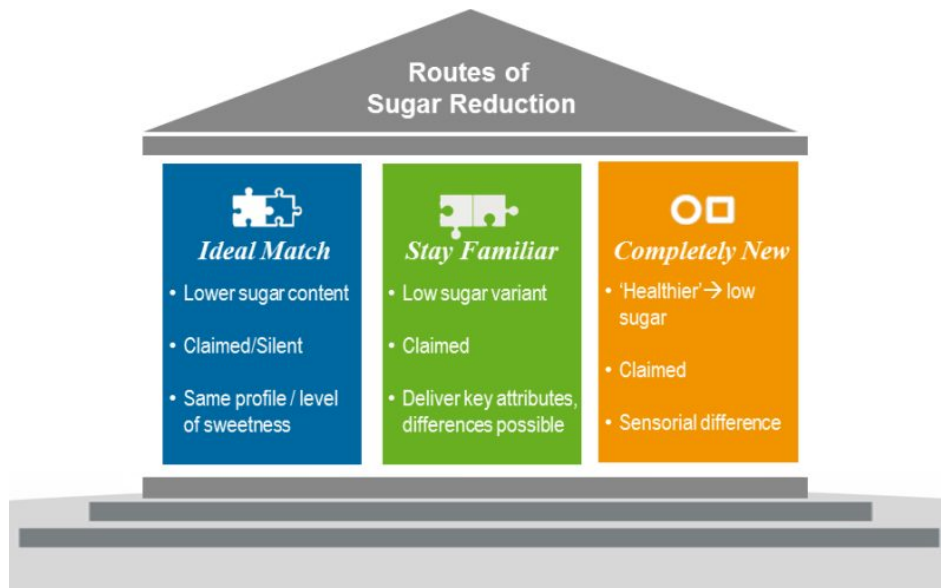 Routes of
Sugar Reduction
Ideal Match
• Lower sugar content
• Claimed/Silent
• Same profile / level
of sweetness
Stay Familiar
• Low sugar variant
• Claimed
• Deliver key attributes,
differences possible
Completely New
• ‘Healthier’→ low
sugar
• Claimed
• Sensorial difference